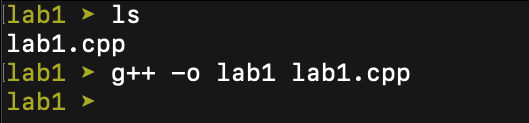 lab1 ➤ ls
lab1.cpp
lab1 ➤ g++ -o lab1 lab1.cpp
lab1 ➤